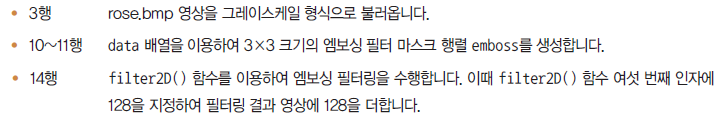 • 3행 rose.bmp 영상을 그레이스케일 형식으로 불러옵니다.
• 10~11행 data 배열을 이용하여 3×3 크기의 엠보싱 필터 마스크 행렬 emboss를 생성합니다.
• 14행 filter2D() 함수를 이용하여 엠보싱 필터링을 수행합니다. 이때 filter2D() 함수 여섯 번째 인자에
128을 지정하여 필터링 결과 영상에 128을 더합니다.